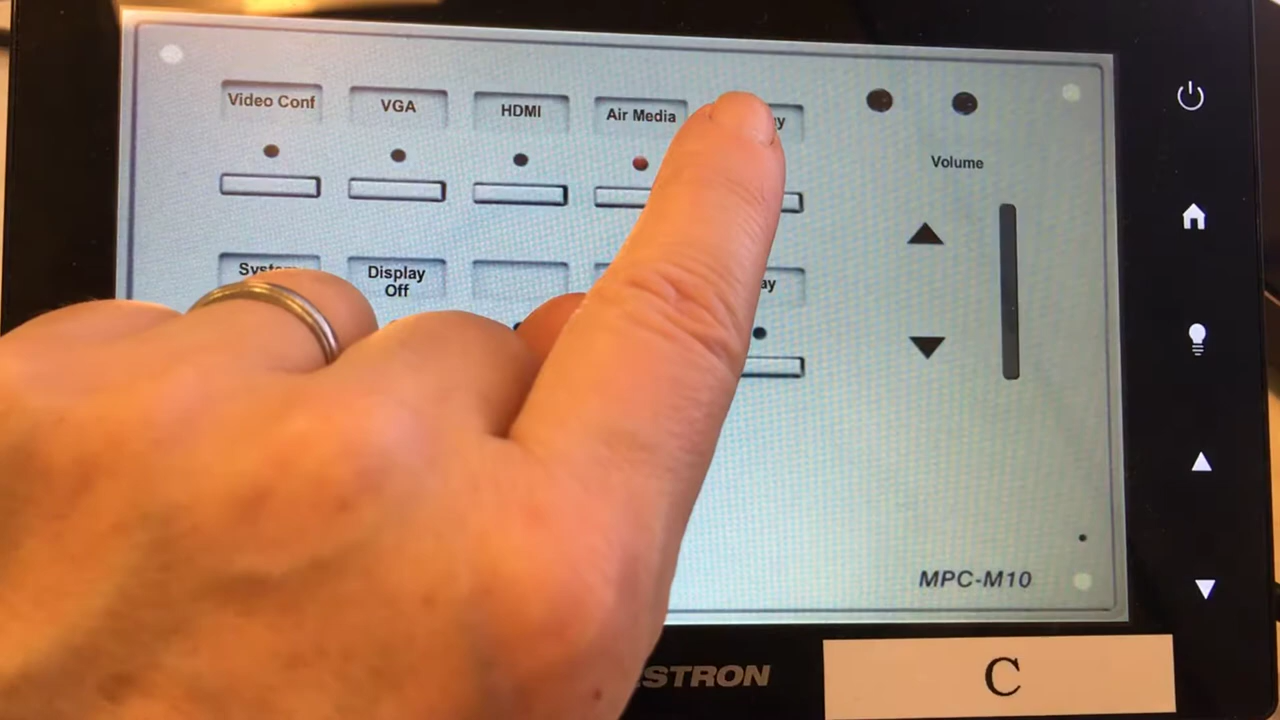 Video Conf
VGA
HDMI
Air Media
Volume
Display
Off
MPC-M10
C